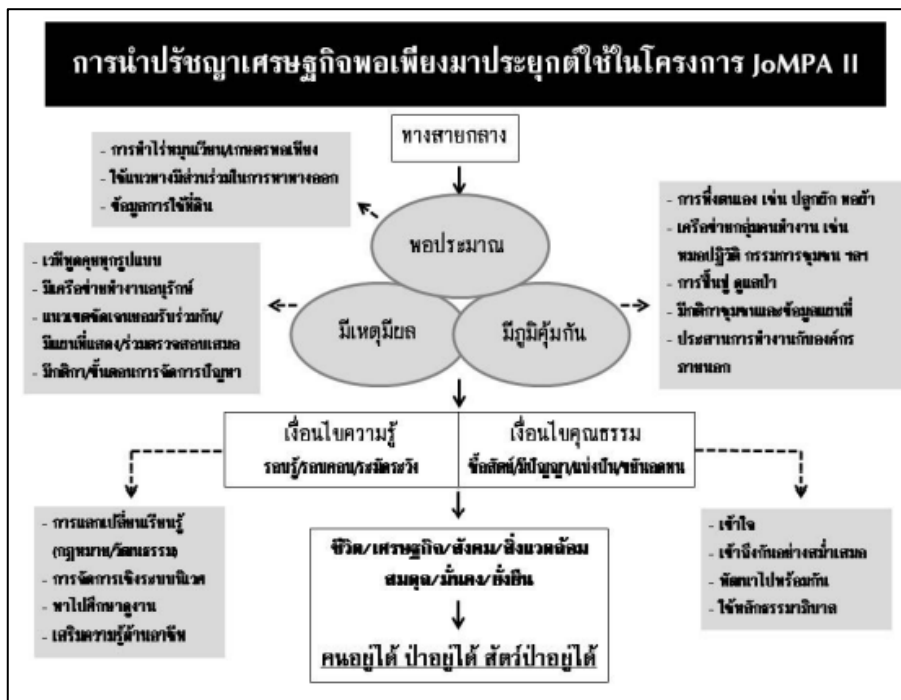 การนำปรัชญาเศรษฐกิจพอเพียงมาประยุกต์ใช้ในโครงการ JoMPA II
ทางสายกลาง
- การทำไร่หมุนเวียน/เกษตรพอเพียง
- ใช้แนวทางมีส่วนร่วมในการหาทางออก
- ข้อมูลการใช้ที่ดิน
พอประมาณ
- การพึ่งตนเอง เช่น ปลูกผัก ทอผ้า
- เครือข่ายกลุ่มคนทำงาน เช่น
หมอปฏิวัติ กรรมการชุมชน ฯลฯ
- การฟื้นฟู ดูแลป่า
- มีกติกาชุมชนและข้อมูลแผนที่
- ประสานการทำงานกับองค์กร
ภายนอก
- เวทีพูดคุยทุกรูปแบบ
- มีเครือข่ายทำงานอนุรักษ์
- แนวเขตชัดเจนยอมรับร่วมกัน/
มีแผนที่แสดง/ร่วมตรวจสอบเสมอ
- มีกติกา/ขั้นตอนการจัดการปัญหา
มีเหตุมีผล
มีภูมิคุ้มกัน
เงื่อนไขความรู้
รอบรู้/รอบคอบ/ระมัดระวัง
เงื่อนไขคุณธรรม
ซื่อสัตย์/มีปัญญา/แบ่งปัน/ขยันอดทน
- การแลกเปลี่ยนเรียนรู้
(กฎหมาย/วัฒนธรรม)
- การจัดการเชิงระบบนิเวศ
- พาไปศึกษาดูงาน
- เสริมความรู้ด้านอาชีพ
ชีวิต/เศรษฐกิจ/สังคม/สิ่งแวดล้อม
สมดุล/มั่นคง/ยั่งยืน
คนอยู่ได้ ป่าอยู่ได้ สัตว์ป่าอยู่ได้
- เข้าใจ
- เข้าถึงกันอย่างสม่ำเสมอ
- พัฒนาไปพร้อมกัน
- ใช้หลักธรรมาภิบาล